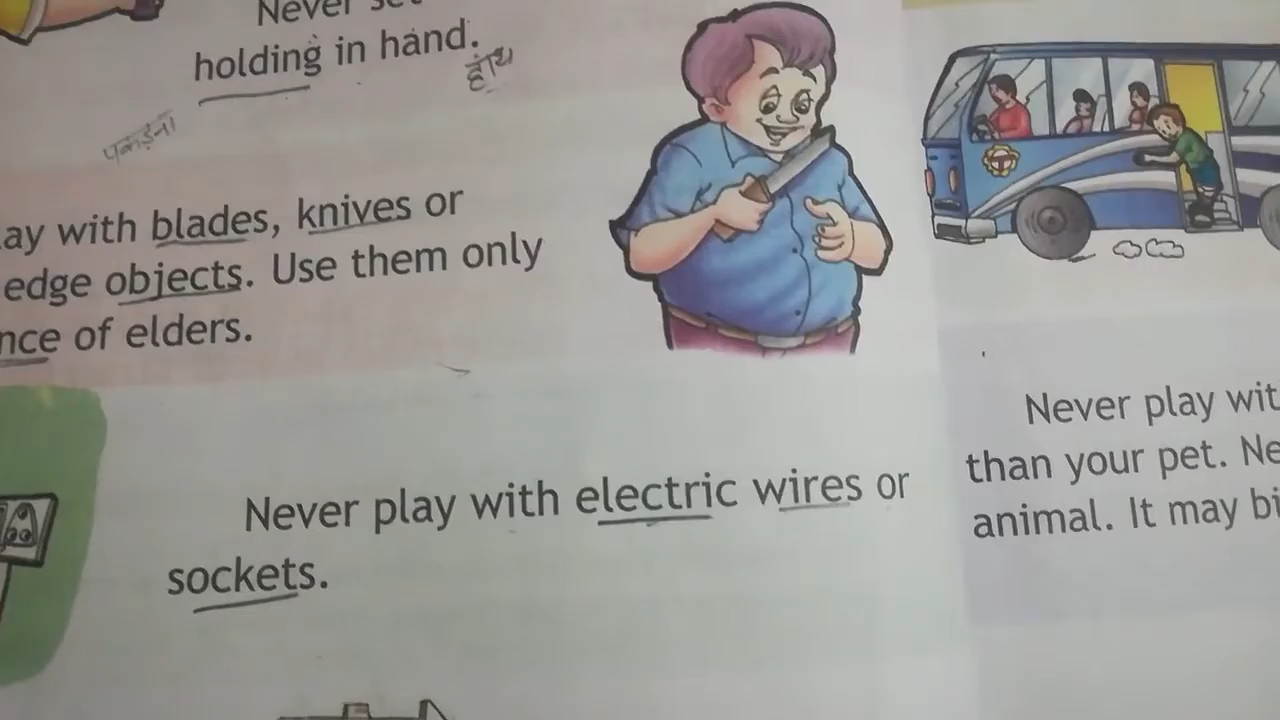 Never
holding in hand.
हाथ
पकड़ना
ay with blades, knives or
edge objects. Use them only
nce of elders.
Never play with electric wires or
sockets.
Never play wit
than your pet. Ne
animal. It may bi